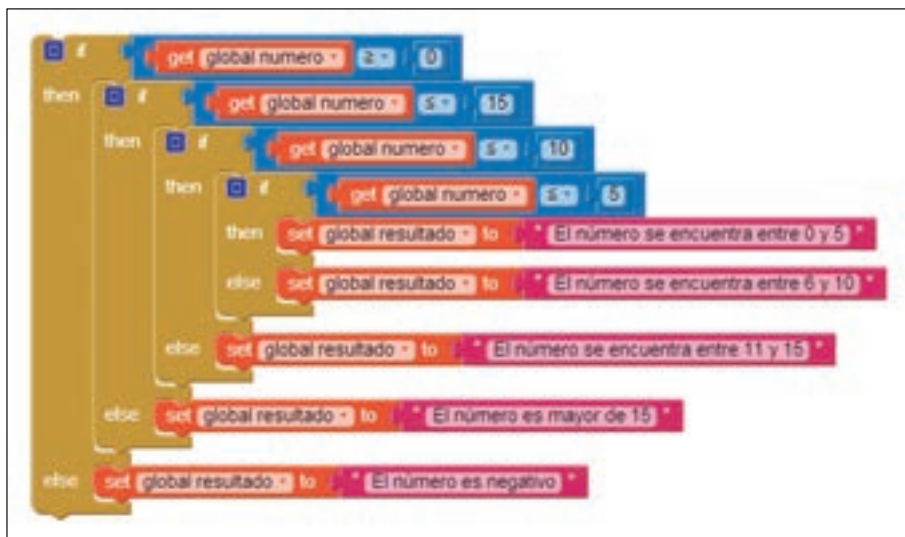 if get global numero ≥ 0
then if get global numero ≤ 15
then if get global numero ≤ 10
then if get global numero ≤ 5
then set global resultado to " El número se encuentra entre 0 y 5 "
else set global resultado to " El número se encuentra entre 6 y 10 "
else set global resultado to " El número se encuentra entre 11 y 15 "
else set global resultado to " El número es mayor de 15 "
else set global resultado to " El número es negativo "